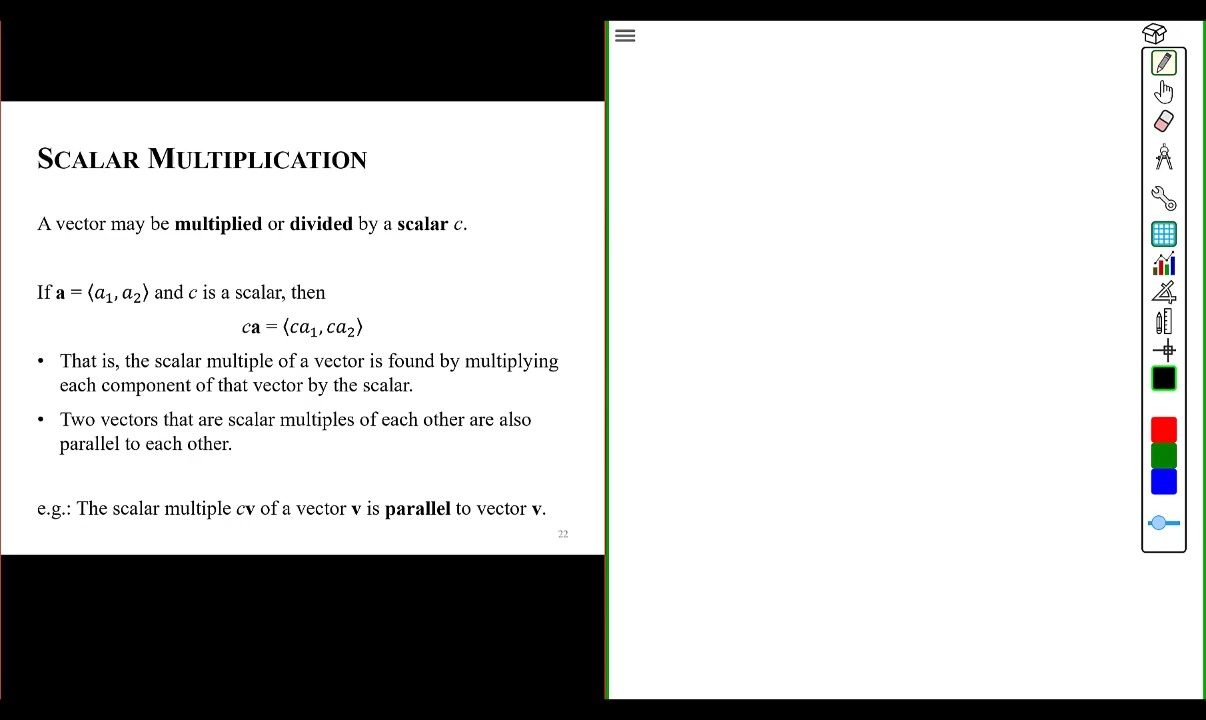 SCALAR MULTIPLICATION
A vector may be multiplied or divided by a scalar c.
If a = ⟨a₁, a₂⟩ and c is a scalar, then
ca = ⟨ca₁, ca₂⟩
• That is, the scalar multiple of a vector is found by multiplying
each component of that vector by the scalar.
• Two vectors that are scalar multiples of each other are also
parallel to each other.
e.g.: The scalar multiple cv of a vector v is parallel to vector v.
22